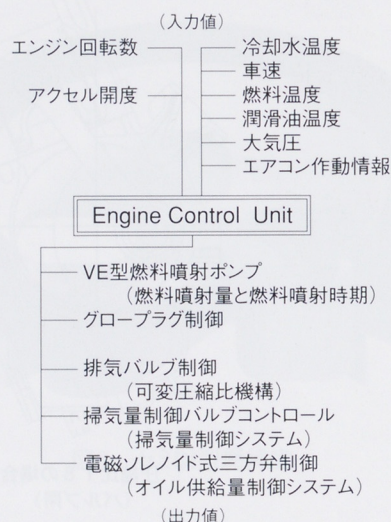 （入力値）
エンジン回転数
アクセル開度
冷却水温度
車速
燃料温度
潤滑油温度
大気圧
エアコン作動情報
Engine Control Unit
VE型燃料噴射ポンプ
（燃料噴射量と燃料噴射時期）
グロープラグ制御
排気バルブ制御
（可変圧縮比機構）
掃気量制御バルブコントロール
（掃気量制御システム）
電磁ソレノイド式三方弁制御
（オイル供給量制御システム）
（出力値）